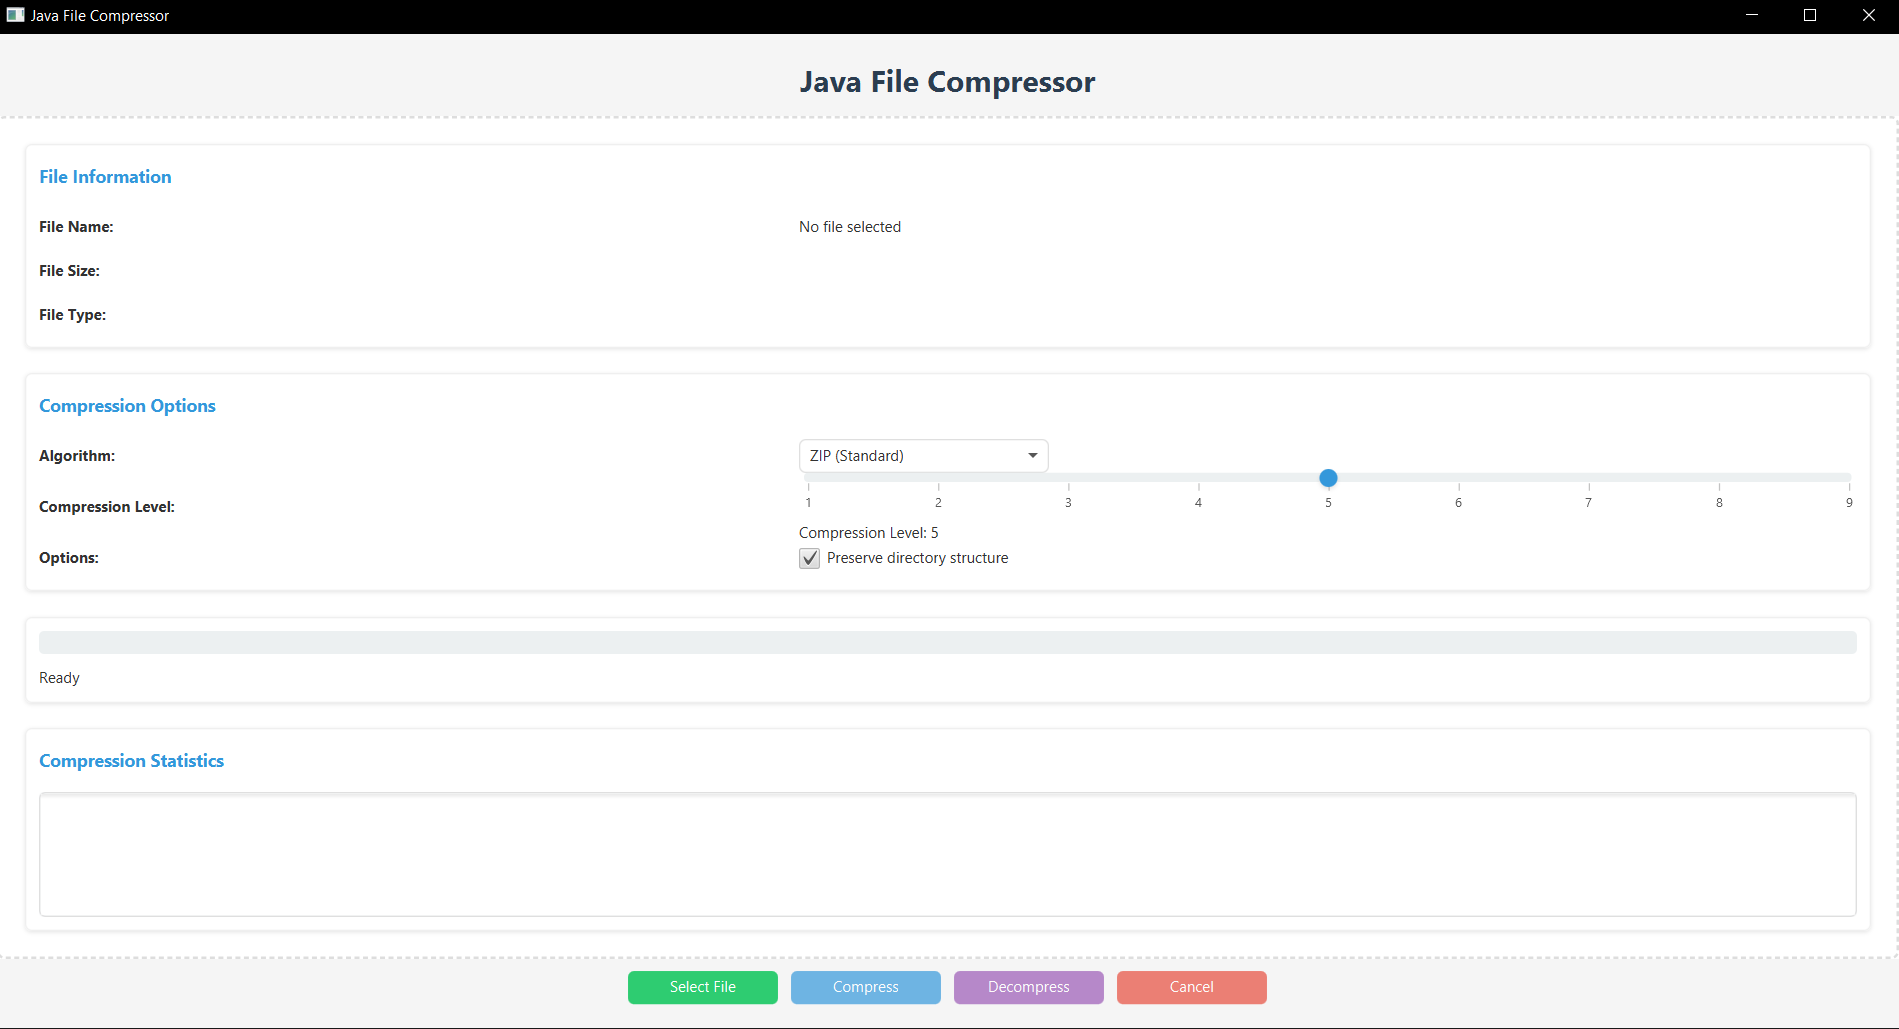 Java File Compressor
Java File Compressor
File Information
File Name: No file selected
File Size:
File Type:
Compression Options
Algorithm: ZIP (Standard)
1 2 3 4 5 6 7 8 9
Compression Level:
Compression Level: 5
Options: Preserve directory structure
Ready
Compression Statistics
Select File Compress Decompress Cancel